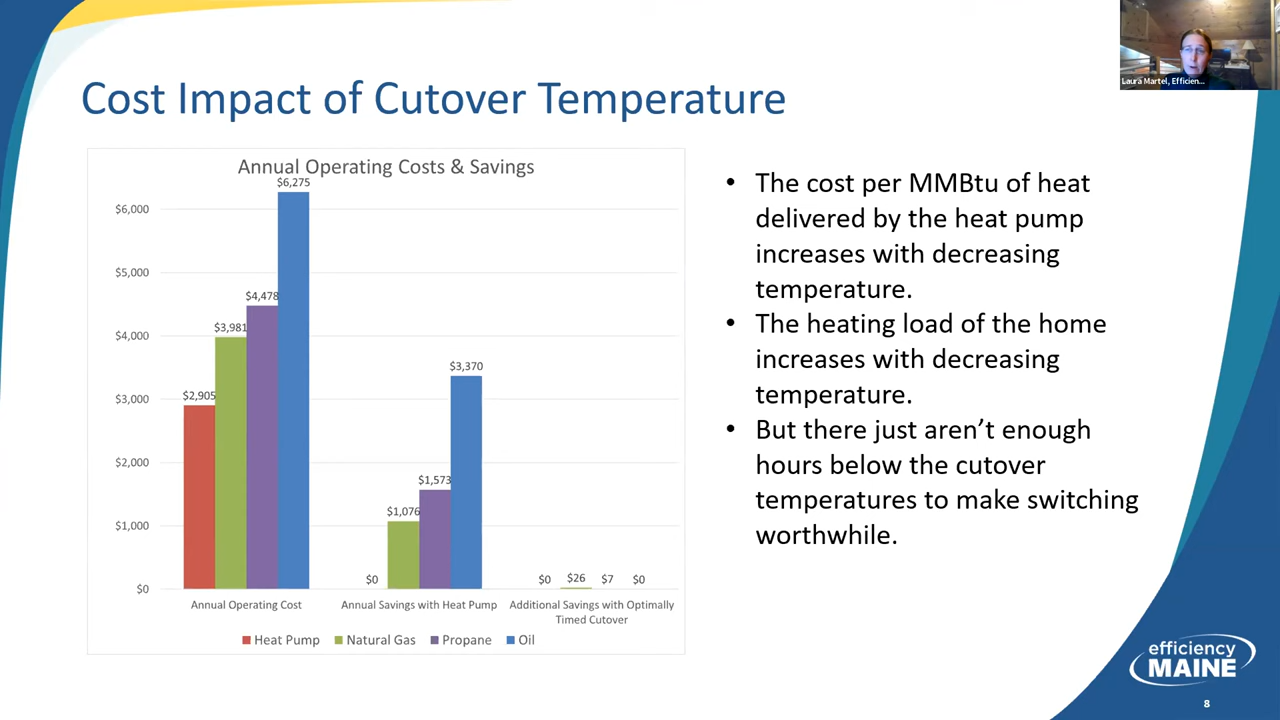 Laura Martel, Efficien...
Cost Impact of Cutover Temperature
Annual Operating Costs & Savings
$6,275
$6,000
$5,000
$4,478
$3,981
$4,000
$3,370
$2,905
$3,000
$2,000
$1,573
$1,076
$1,000
$0
$0
$26
$7
$0
$0
Annual Operating Cost
Annual Savings with Heat Pump
Additional Savings with Optimally
Timed Cutover
Heat Pump
Natural Gas
Propane
Oil
• The cost per MMBtu of heat
delivered by the heat pump
increases with decreasing
temperature.
• The heating load of the home
increases with decreasing
temperature.
• But there just aren’t enough
hours below the cutover
temperatures to make switching
worthwhile.
efficiency
MAINE
8